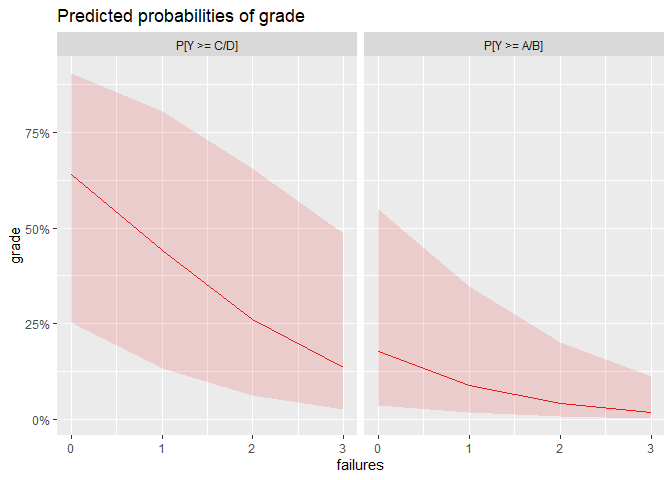 Predicted probabilities of grade
P[Y >= C/D]
P[Y >= A/B]
grade
75%
50%
25%
0%
0 1 2 3
0 1 2 3
failures